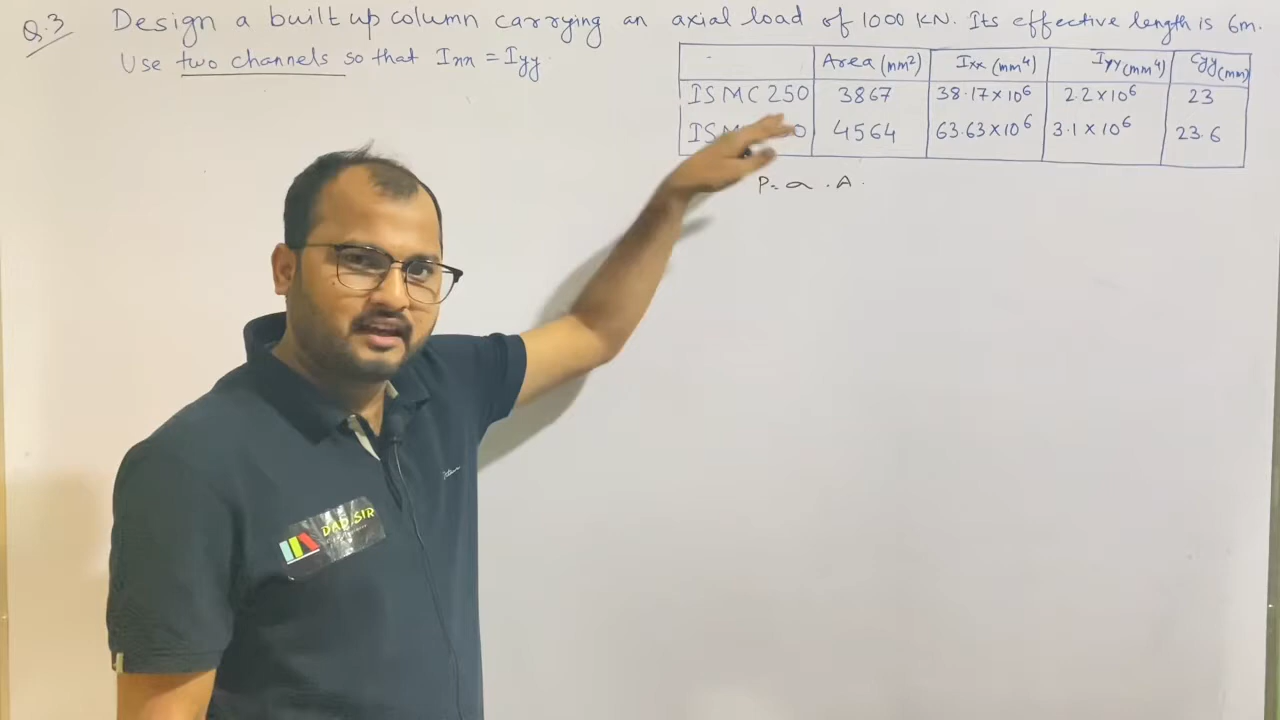 Q.3 Design a built up column carrying an axial load of 1000 KN. Its effective length is 6m.
Use two channels so that Ixx = Iyy
Area (mm²) Ixx (mm⁴) Iyy (mm⁴) Cyy (mm)
ISMC250 3867 38.17×10⁶ 2.2×10⁶ 23
4564 63.63×10⁶ 3.1×10⁶ 23.6
P= a . A.
DAD SIR